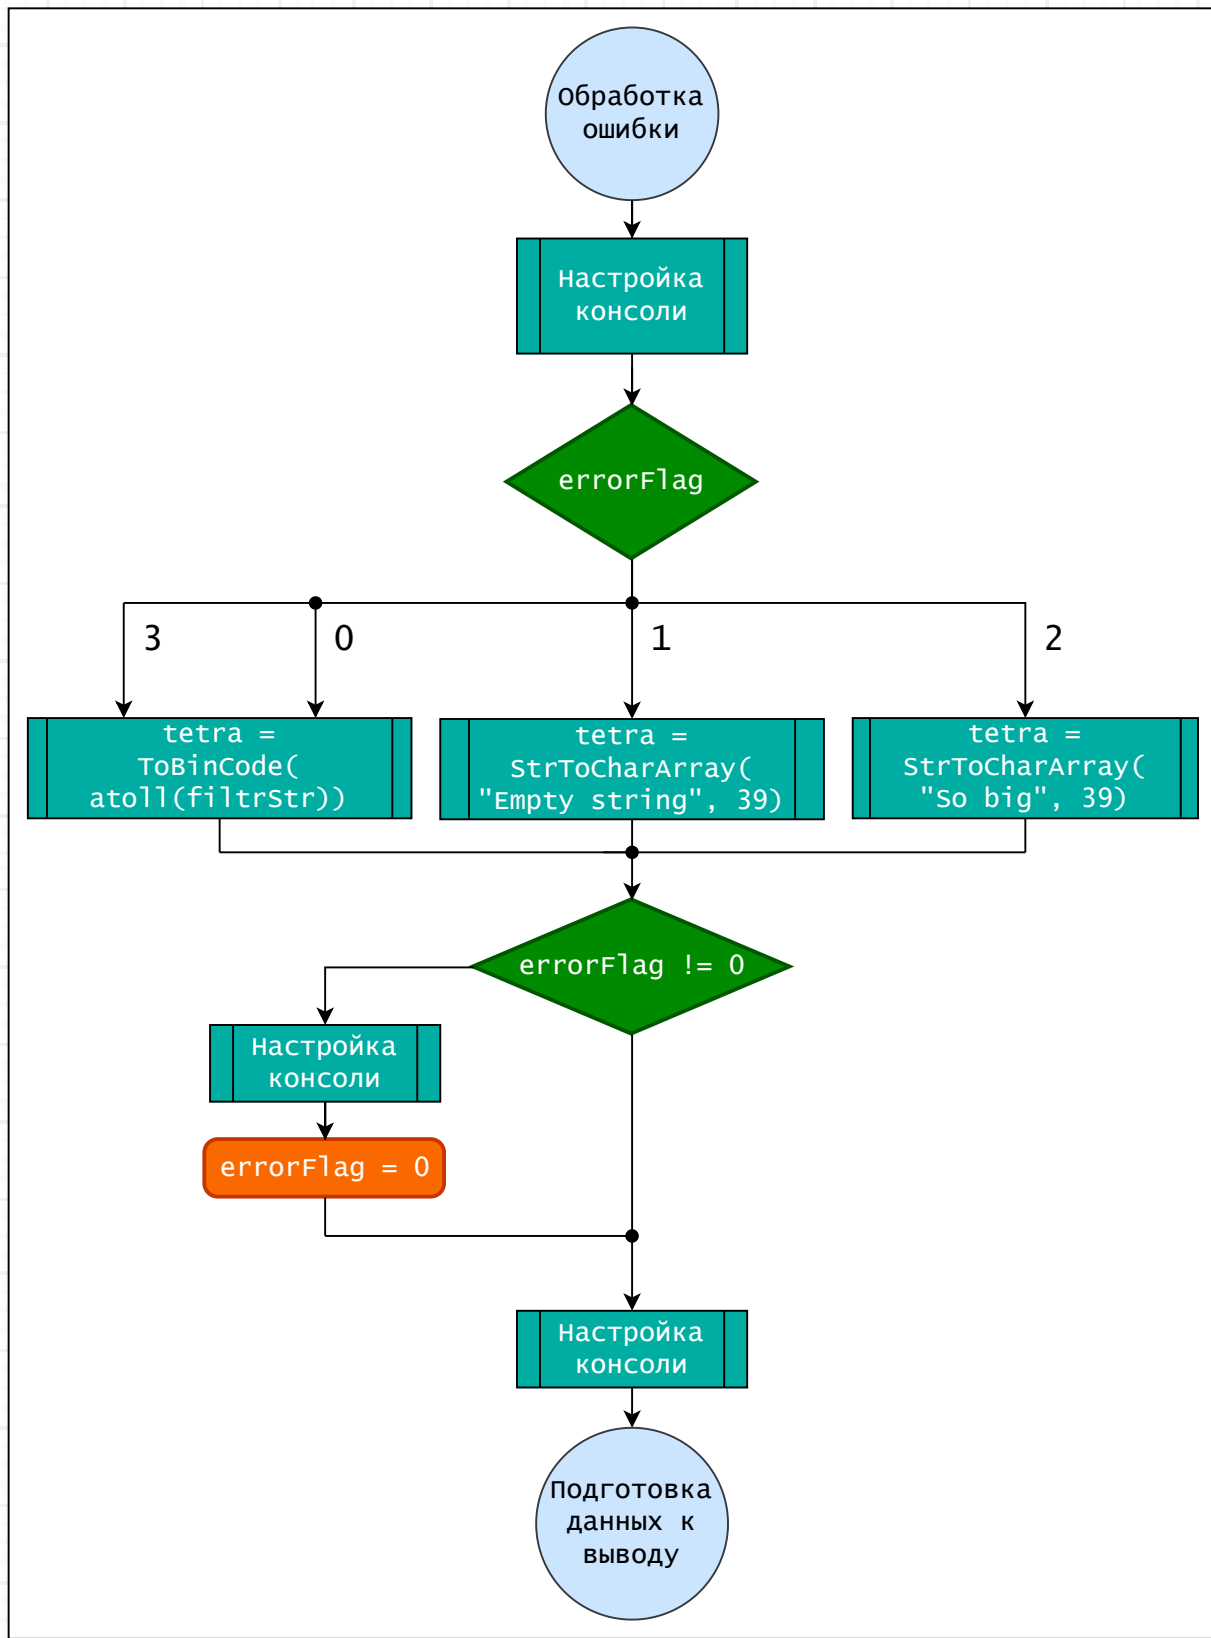 Обработка
ошибки
Настройка
консоли
errorFlag
3
0
1
2
tetra =
ToBinCode(
atoll(filtrStr))
tetra =
StrToCharArray(
"Empty string", 39)
tetra =
StrToCharArray(
"So big", 39)
errorFlag != 0
Настройка
консоли
errorFlag = 0
Настройка
консоли
Подготовка
данных к
выводу